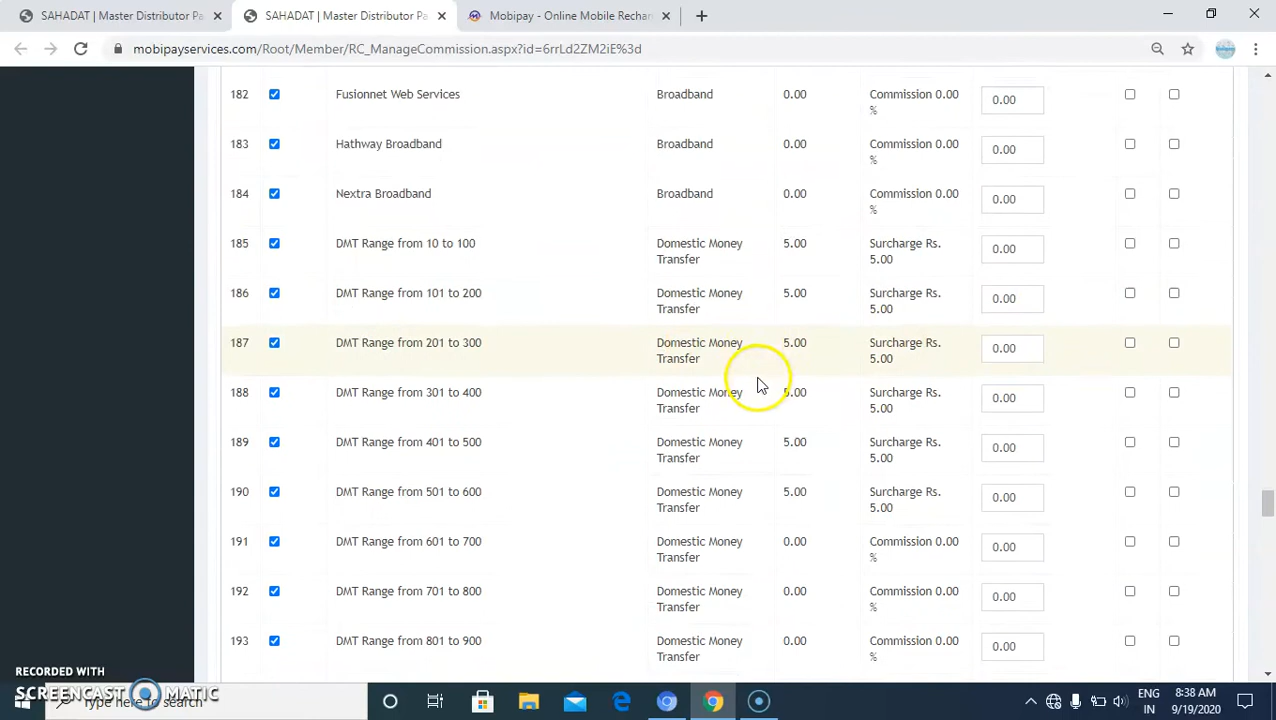 SAHADAT | Master Distributor Pa
SAHADAT | Master Distributor Pa
Mobipay - Online Mobile Rechar
mobipayservices.com/Root/Member/RC_ManageCommission.aspx?id=6rrLd2ZM2iE%3d
182 Fusionnet Web Services Broadband 0.00 Commission 0.00 % 0.00
183 Hathway Broadband Broadband 0.00 Commission 0.00 % 0.00
184 Nextra Broadband Broadband 0.00 Commission 0.00 % 0.00
185 DMT Range from 10 to 100 Domestic Money Transfer 5.00 Surcharge Rs. 5.00 0.00
186 DMT Range from 101 to 200 Domestic Money Transfer 5.00 Surcharge Rs. 5.00 0.00
187 DMT Range from 201 to 300 Domestic Money Transfer 5.00 Surcharge Rs. 5.00 0.00
188 DMT Range from 301 to 400 Domestic Money Transfer 5.00 Surcharge Rs. 5.00 0.00
189 DMT Range from 401 to 500 Domestic Money Transfer 5.00 Surcharge Rs. 5.00 0.00
190 DMT Range from 501 to 600 Domestic Money Transfer 5.00 Surcharge Rs. 5.00 0.00
191 DMT Range from 601 to 700 Domestic Money Transfer 0.00 Commission 0.00 % 0.00
192 DMT Range from 701 to 800 Domestic Money Transfer 0.00 Commission 0.00 % 0.00
193 DMT Range from 801 to 900 Domestic Money Transfer 0.00 Commission 0.00 % 0.00
RECORDED WITH
SCREENCAST MATIC
Type here to search
ENG
IN
8:38 AM
9/19/2020